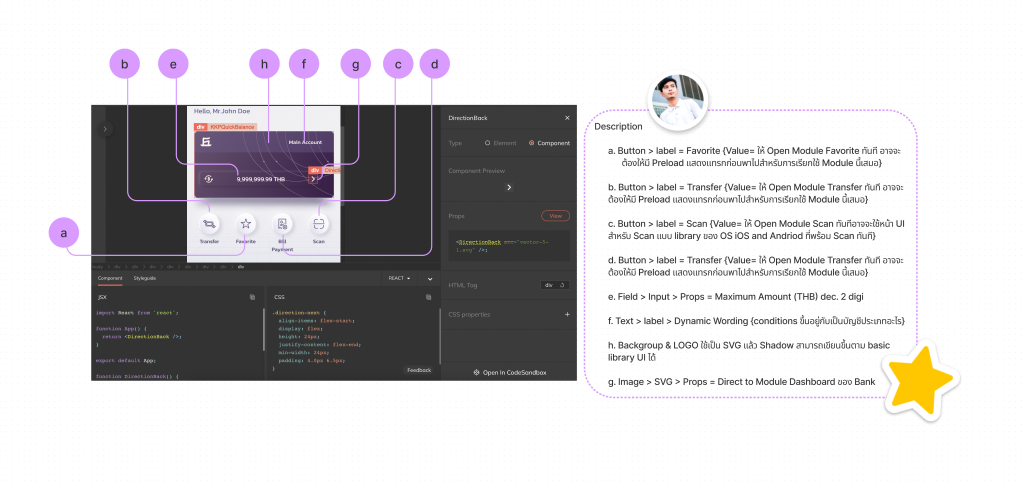 b
e
h
f
g
c
d
a
Hello, Mr.John Doe
div KKPQuickBalance
Main Account
div
9,999,999.99 THB
Transfer
Favorite
Bill Payment
Scan
DirectionBack
Type
Element
Component
Component Preview
Props
View
<DirectionBack
/>;
HTML Tag
div
CSS properties
Open In CodeSandbox
Component
Styleguide
REACT
JSX
import React from 'react';
function App() {
return <DirectionBack />;
}
export default App;
function DirectionBack() {
CSS
.direction-next {
align-items: flex-start;
display: flex;
height: 24px;
justify-content: flex-end;
min-width: 24px;
padding: 5.5px 6.5px;
}
Feedback
Description
a. Button > label = Favorite {Value= ให้ Open Module Favorite ทันที อาจจะ
ต้องให้มี Preload แสดงแทรกก่อนพาไปสำหรับการเรียกใช้ Module นี้เสมอ}
b. Button > label = Transfer {Value= ให้ Open Module Transfer ทันที อาจจะ
ต้องให้มี Preload แสดงแทรกก่อนพาไปสำหรับการเรียกใช้ Module นี้เสมอ}
c. Button > label = Scan {Value= ให้ Open Module Scan ทันทีอาจจะใช้หน้า UI
สำหรับ Scan แบบ library ของ OS iOS and Andriod ที่พร้อม Scan ทันที}
d. Button > label = Transfer {Value= ให้ Open Module Transfer ทันที อาจจะ
ต้องให้มี Preload แสดงแทรกก่อนพาไปสำหรับการเรียกใช้ Module นี้เสมอ}
e. Field > Input > Props = Maximum Amount (THB) dec. 2 digi
f. Text > label > Dynamic Wording {conditions ขึ้นอยู่กับเป็นบัญชีประเภทอะไร}
h. Backgroup & LOGO ใช้เป็น SVG แล้ว Shadow สามารถเขียนขึ้นตาม basic
library UI ได้
g. Image > SVG > Props = Direct to Module Dashboard ของ Bank